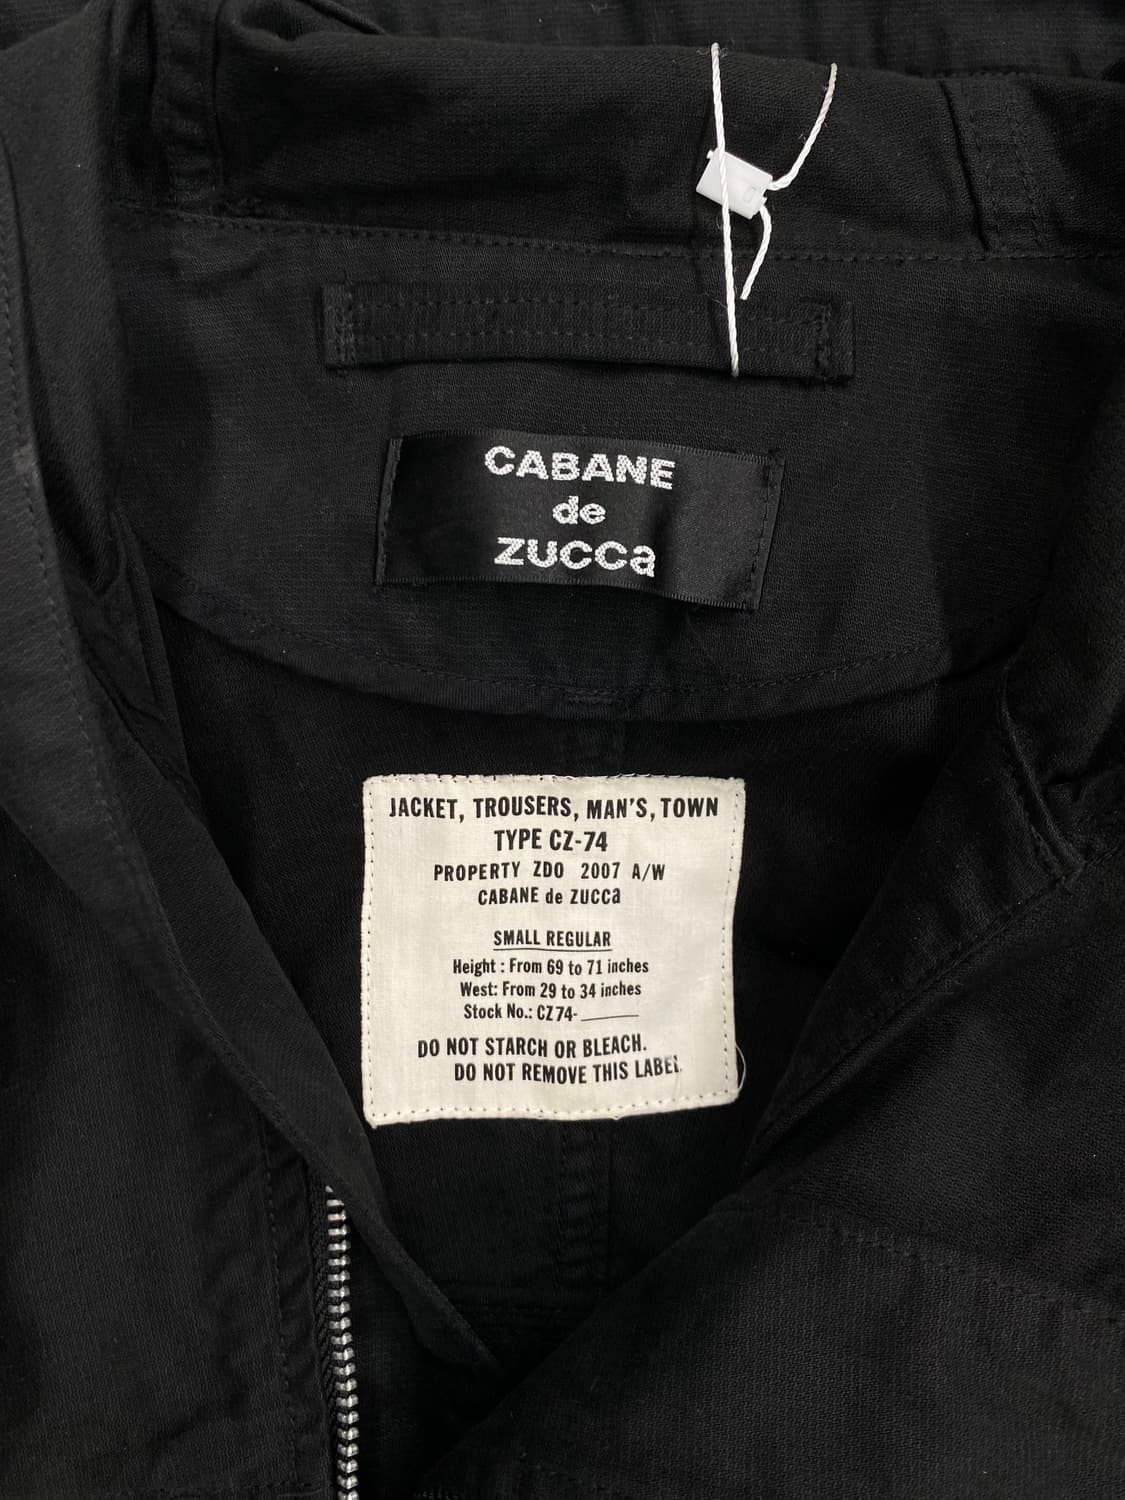 CABANE
de
ZUCCa
JACKET, TROUSERS, MAN'S, TOWN
TYPE CZ-74
PROPERTY ZDO 2007 A/W
CABANE de ZUCCa
SMALL REGULAR
Height : From 69 to 71 inches
West: From 29 to 34 inches
Stock No.: CZ74-______
DO NOT STARCH OR BLEACH.
DO NOT REMOVE THIS LABEL.